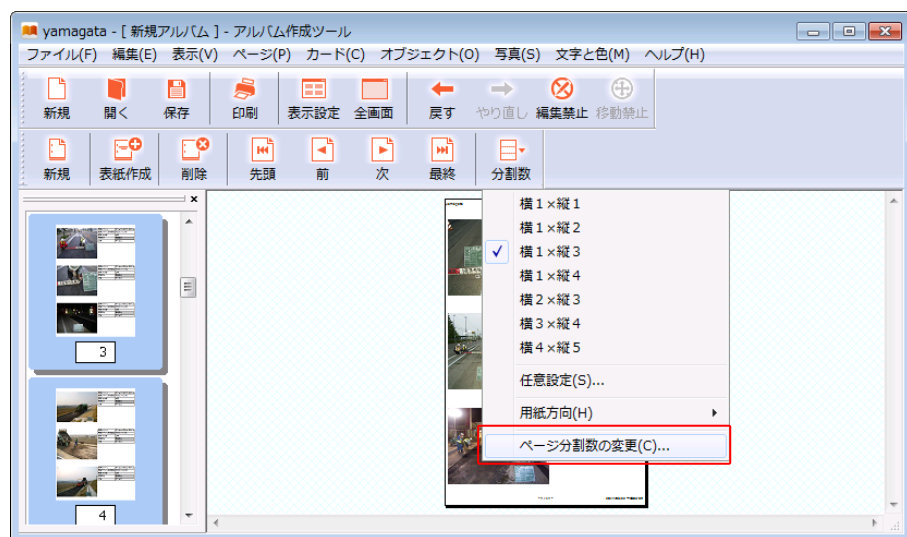 yamagata - [ 新規アルバム ] - アルバム作成ツール
ファイル(F) 編集(E) 表示(V) ページ(P) カード(C) オブジェクト(O) 写真(S) 文字と色(M) ヘルプ(H)
新規 開く 保存 印刷 表示設定 全画面 戻す やり直し 編集禁止 移動禁止
新規 表紙作成 削除 先頭 前 次 最終 分割数
横1×縦1
横1×縦2
横1×縦3
横1×縦4
横2×縦3
横3×縦4
横4×縦5
任意設定(S)...
用紙方向(H)
ページ分割数の変更(C)...
3
4